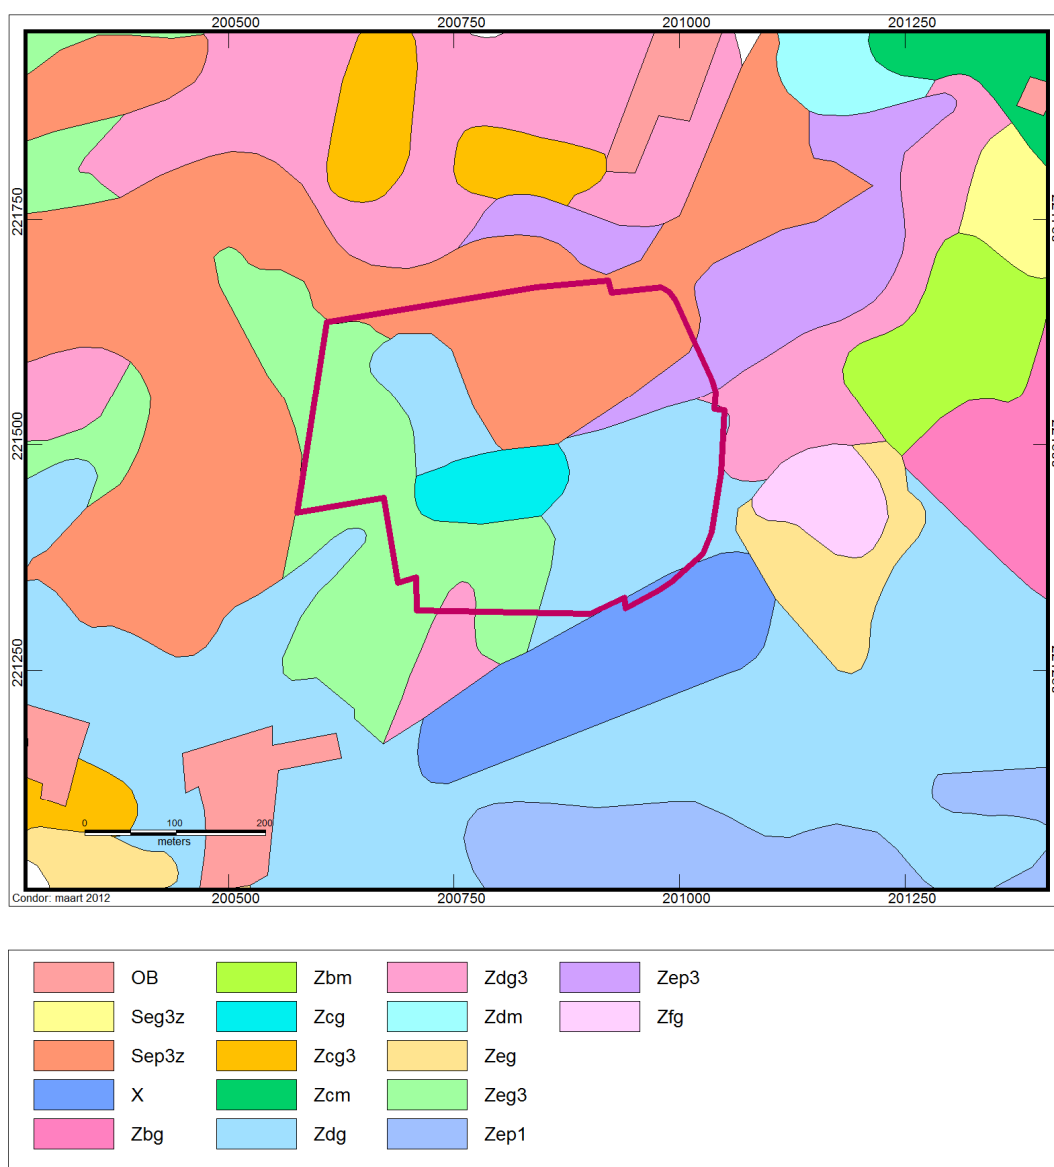 200500 200750 201000 201250
221750
221500
221250
0 100 200
meters
200500 200750 201000 201250
Condor: maart 2012
OB Zbm Zdg3 Zep3
Seg3z Zcg Zdm Zfg
Sep3z Zcg3 Zeg
X Zcm Zeg3
Zbg Zdg Zep1